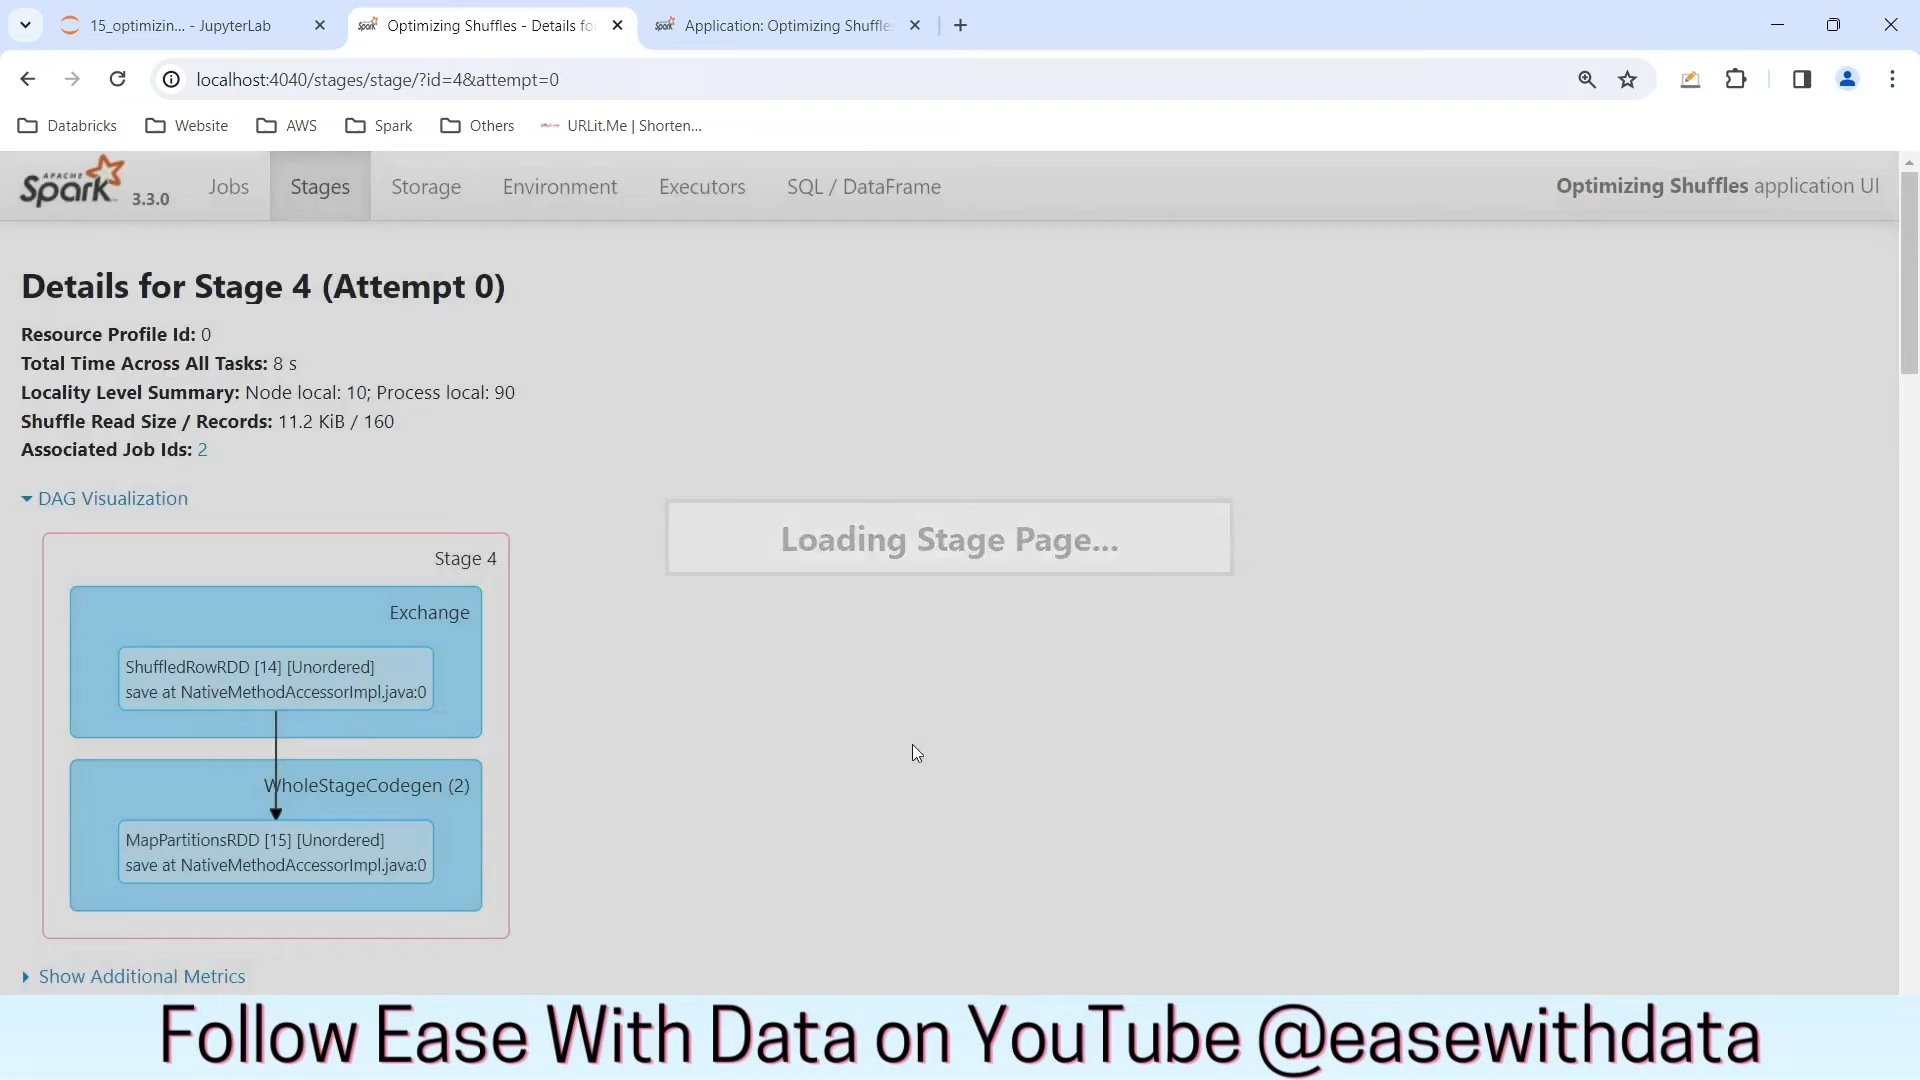 15_optimizin... - JupyterLab
Optimizing Shuffles - Details fo
Application: Optimizing Shuffle
localhost:4040/stages/stage/?id=4&attempt=0
Databricks
Website
AWS
Spark
Others
URLit.Me | Shorten...
APACHE
Spark 3.3.0
Jobs
Stages
Storage
Environment
Executors
SQL / DataFrame
Optimizing Shuffles application UI
Details for Stage 4 (Attempt 0)
Resource Profile Id: 0
Total Time Across All Tasks: 8 s
Locality Level Summary: Node local: 10; Process local: 90
Shuffle Read Size / Records: 11.2 KiB / 160
Associated Job Ids: 2
DAG Visualization
Loading Stage Page...
Stage 4
Exchange
ShuffledRowRDD [14] [Unordered]
save at NativeMethodAccessorImpl.java:0
WholeStageCodegen (2)
MapPartitionsRDD [15] [Unordered]
save at NativeMethodAccessorImpl.java:0
Show Additional Metrics
Follow Ease With Data on YouTube @easewithdata